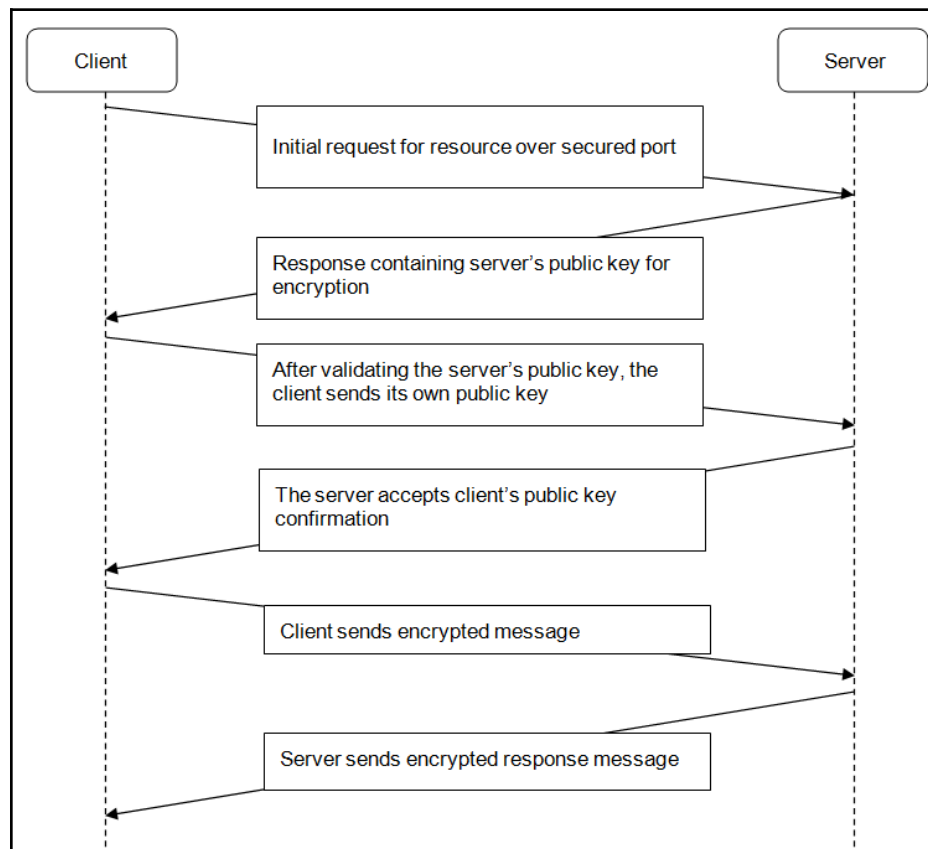 Client
Server
Initial request for resource over secured port
Response containing server's public key for
encryption
After validating the server's public key, the
client sends its own public key
The server accepts client's public key
confirmation
Client sends encrypted message
Server sends encrypted response message